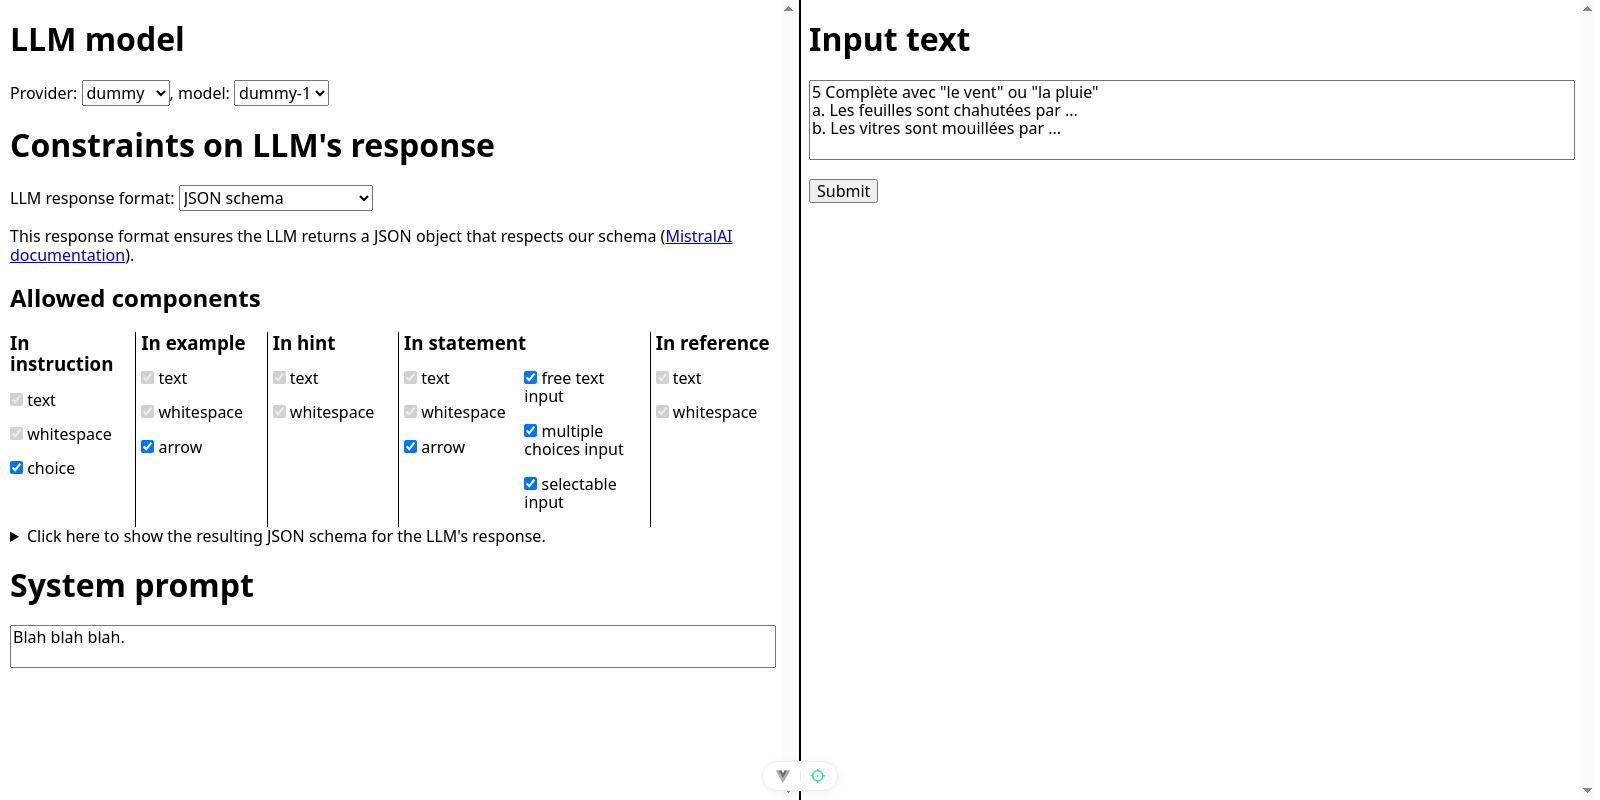 LLM model
Provider: dummy, model: dummy-1
Constraints on LLM's response
LLM response format: JSON schema
This response format ensures the LLM returns a JSON object that respects our schema (MistralAI
documentation).
Allowed components
In
instruction
text
whitespace
choice
In example
text
whitespace
arrow
In hint
text
whitespace
In statement
text
whitespace
arrow
free text
input
multiple
choices input
selectable
input
In reference
text
whitespace
Click here to show the resulting JSON schema for the LLM's response.
System prompt
Blah blah blah.
Input text
5 Complète avec "le vent" ou "la pluie"
a. Les feuilles sont chahutées par ...
b. Les vitres sont mouillées par ...
Submit